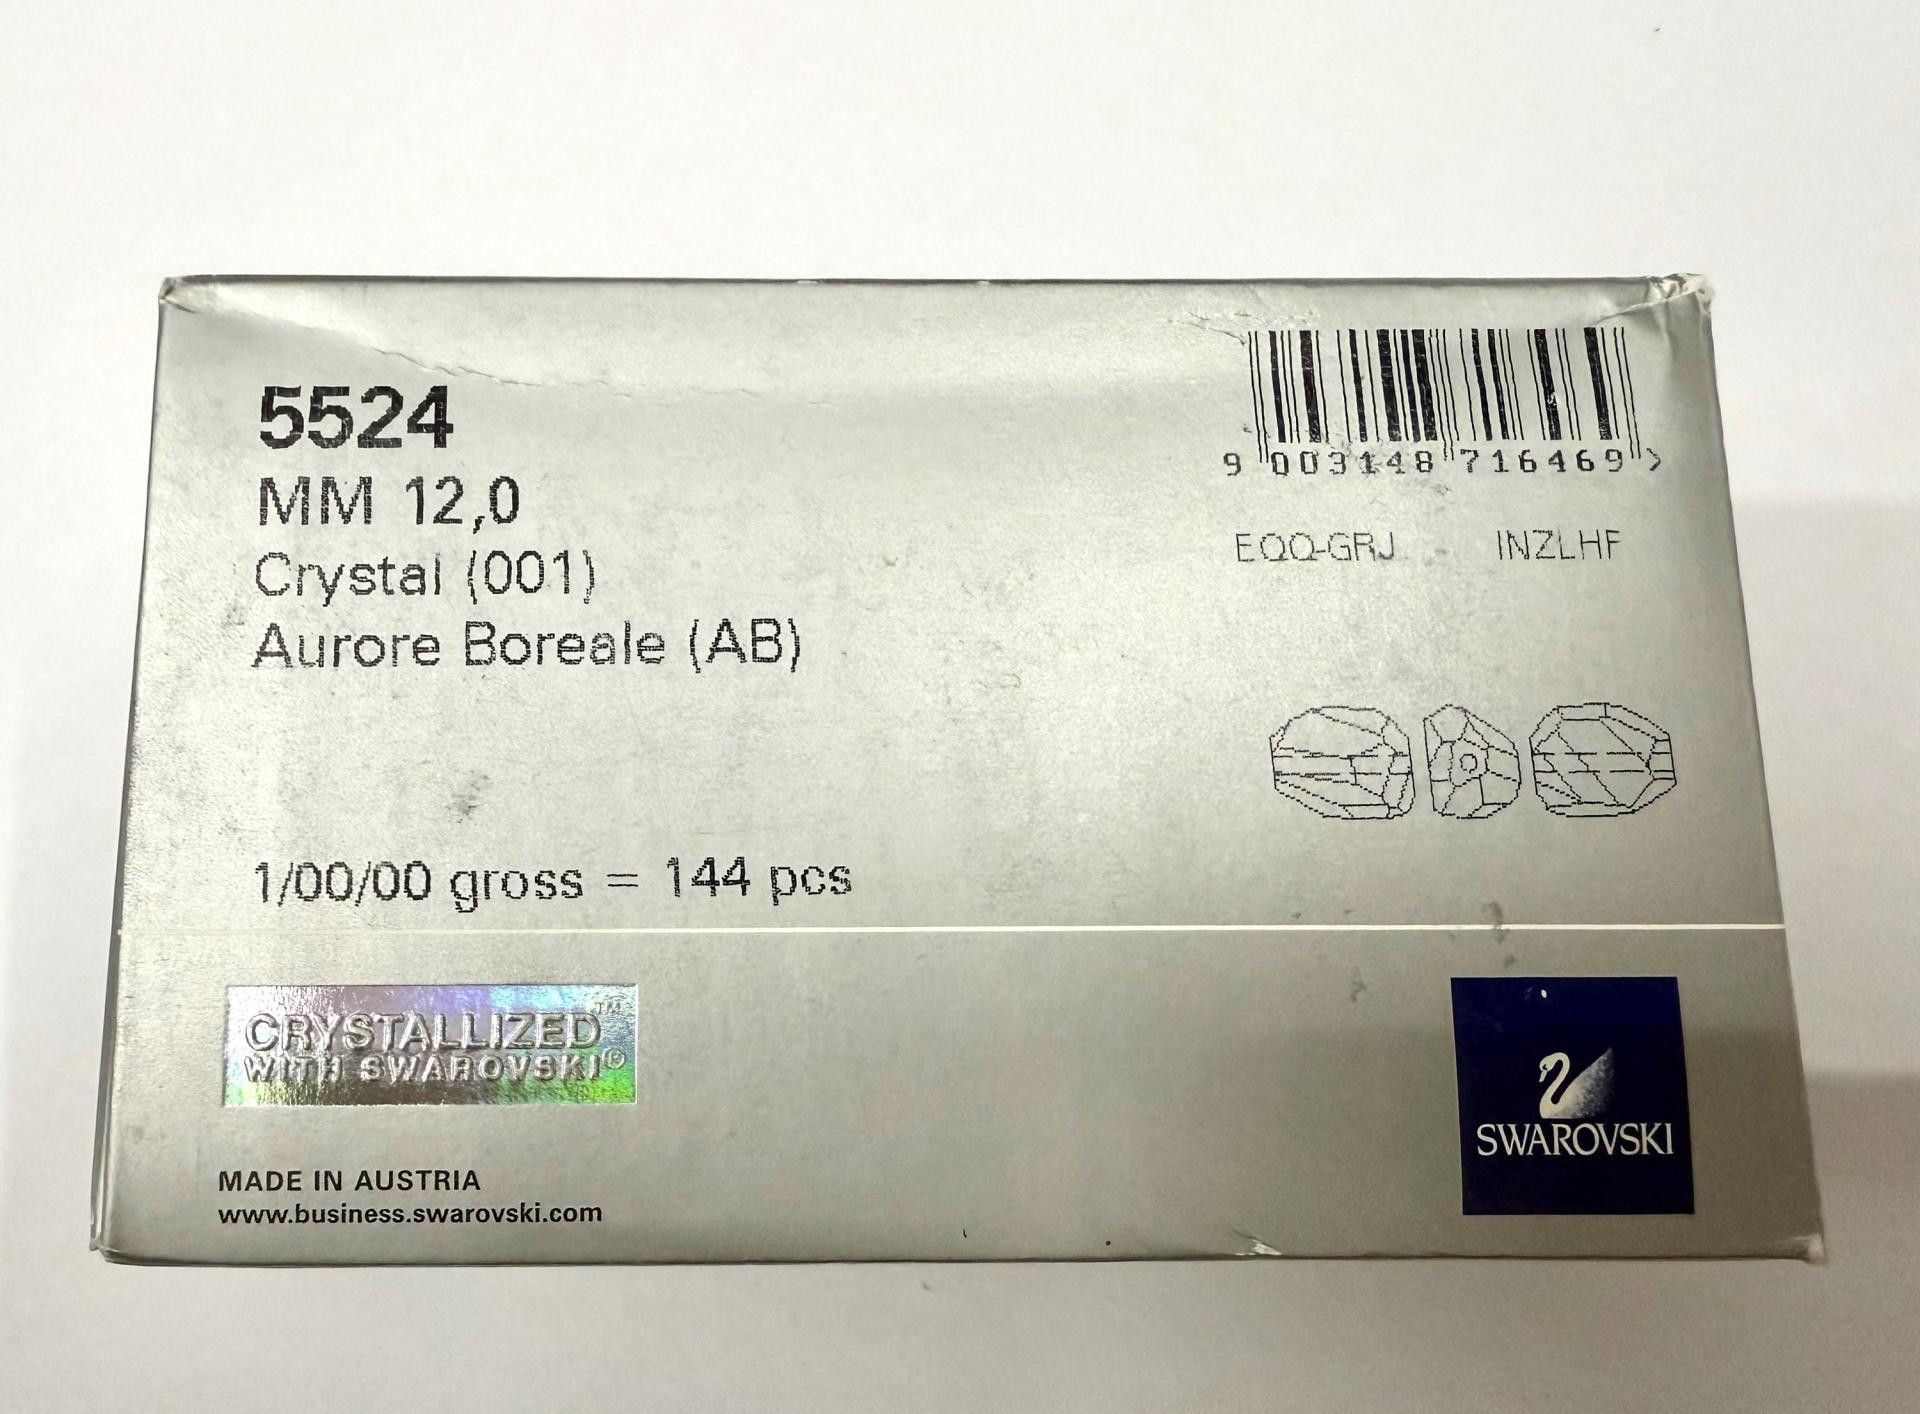 5524
MM 12,0
Crystal (001)
Aurore Boreale (AB)
9 003148 716469 >
EQQ-GRJ INZLHF
1/00/00 gross = 144 pcs
CRYSTALLIZED™
WITH SWAROVSKI®
SWAROVSKI
MADE IN AUSTRIA
www.business.swarovski.com